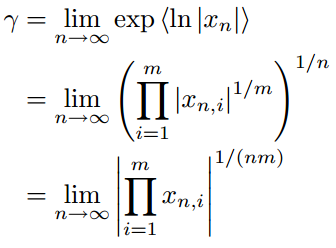 γ = lim_{n→∞} exp ⟨ln |x_n|⟩
= lim_{n→∞} ( ∏_{i=1}^{m} |x_{n,i}|^{1/m} )^{1/n}
= lim_{n→∞} | ∏_{i=1}^{m} x_{n,i} |^{1/(nm)}